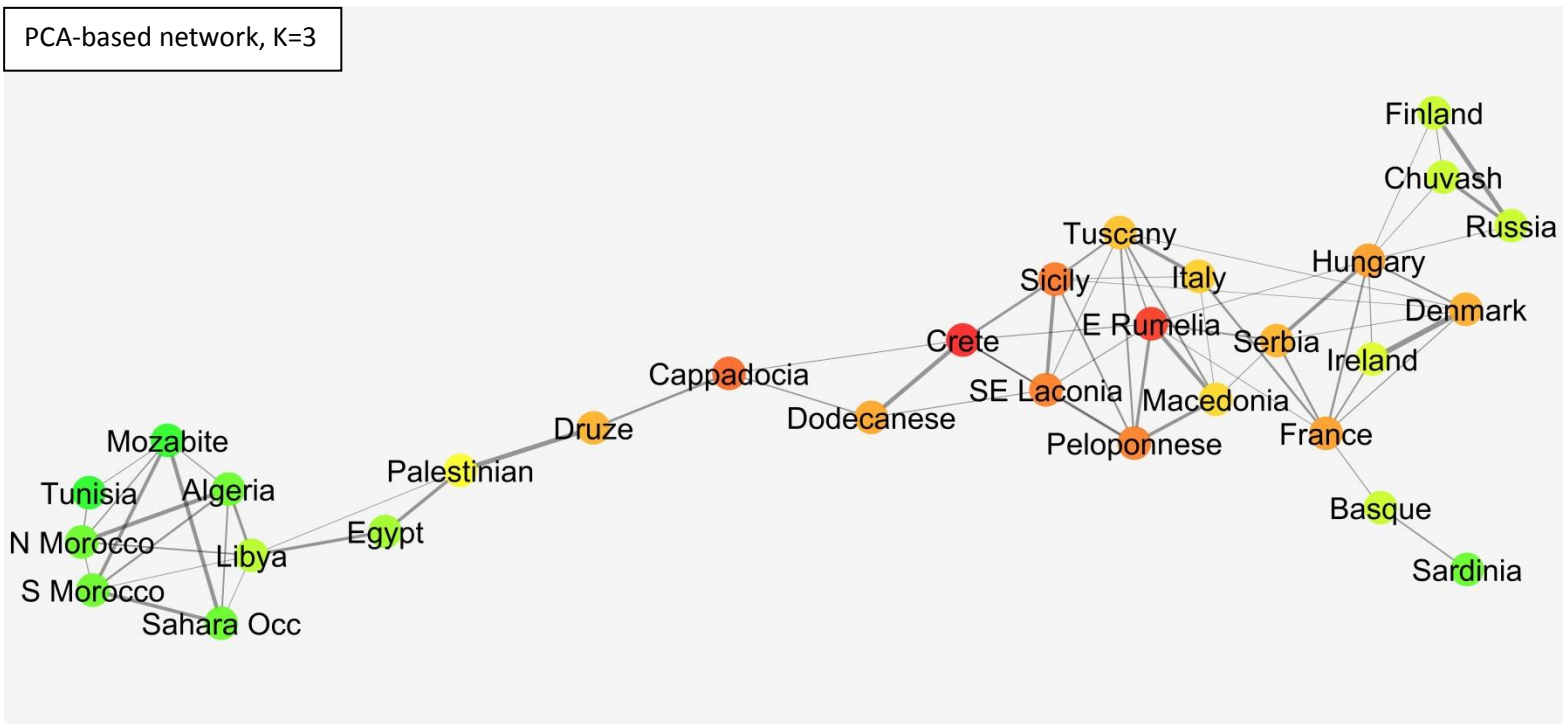 PCA-based network, K=3
Finland
Chuvash
Russia
Tuscany
Hungary
Sicily
Italy
Denmark
E Rumelia
Crete
Serbia
Ireland
Cappadocia
SE Laconia
Macedonia
Dodecanese
Druze
France
Mozabite
Peloponnese
Palestinian
Tunisia
Algeria
Basque
Egypt
N Morocco
Libya
Sardinia
S Morocco
Sahara Occ